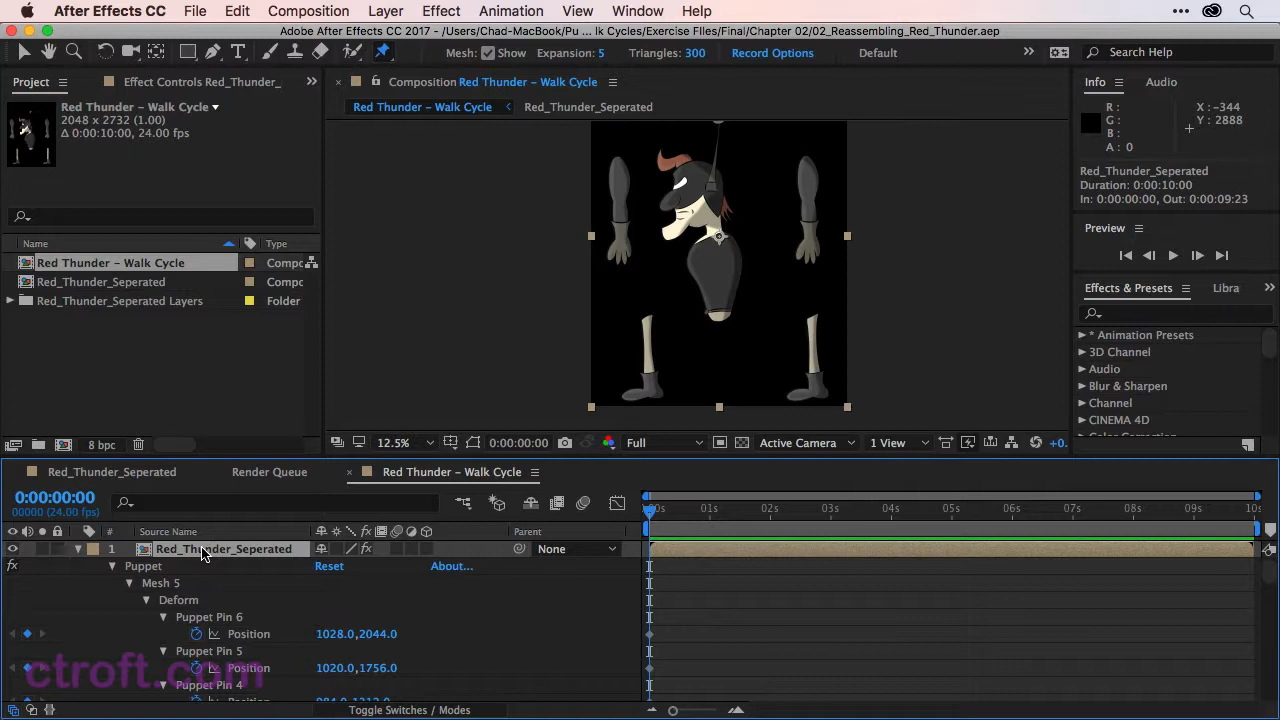 After Effects CC File Edit Composition Layer Effect Animation View Window Help
Adobe After Effects CC 2017 - /Users/Chad-MacBook/Pu ... lk Cycles/Exercise FIles/Final/Chapter 02/02_Reassembling_Red_Thunder.aep
Mesh: Show Expansion: 5 Triangles: 300 Record Options Default Search Help
Project Effect Controls Red_Thunder_
Composition Red Thunder – Walk Cycle
Info Audio
Red Thunder – Walk Cycle
2048 x 2732 (1.00)
Δ 0:00:10:00, 24.00 fps
Red Thunder – Walk Cycle Red_Thunder_Seperated
R :
G :
B :
A : 0
X : -344
Y : 2888
Red_Thunder_Seperated
Duration: 0:00:10:00
In: 0:00:00:00, Out: 0:00:09:23
Preview
Name Type
Red Thunder – Walk Cycle Compo
Red_Thunder_Seperated Compo
Red_Thunder_Seperated Layers Folder
Effects & Presets Libra
* Animation Presets
3D Channel
Audio
Blur & Sharpen
Channel
CINEMA 4D
8 bpc
12.5% 0:00:00:00 Full Active Camera 1 View +0.
Red_Thunder_Seperated Render Queue Red Thunder – Walk Cycle
0:00:00:00
00000 (24.00 fps)
01s 02s 03s 04s 05s 06s 07s 08s 09s 10s
# Source Name Parent
1 Red_Thunder_Seperated None
Puppet Reset About...
Mesh 5
Deform
Puppet Pin 6
Position 1028.0,2044.0
Puppet Pin 5
Position 1020.0,1756.0
Puppet Pin 4
ctroft.com
Toggle Switches / Modes